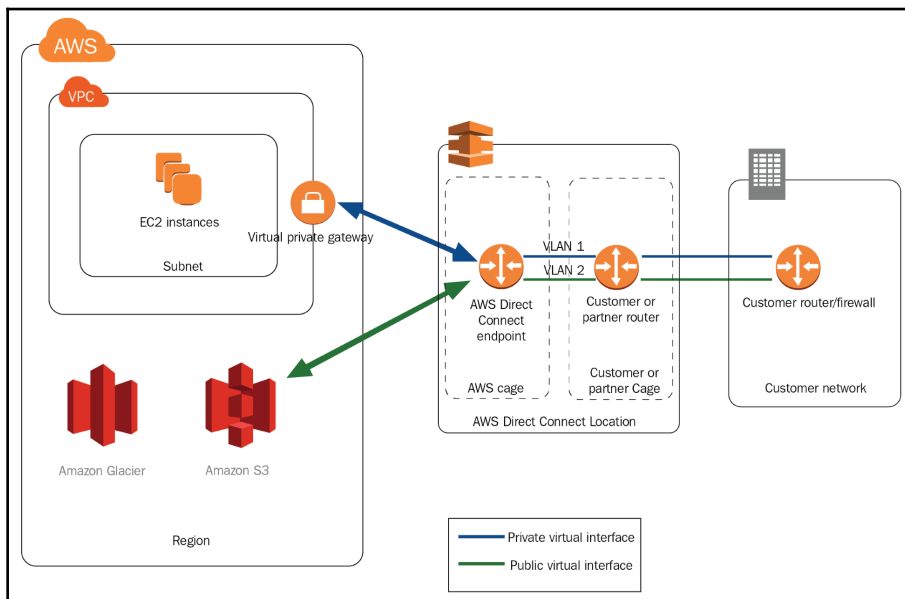 AWS
VPC
EC2 instances
Subnet
Virtual private gateway
Amazon Glacier
Amazon S3
Region
VLAN 1
VLAN 2
AWS Direct
Connect
endpoint
AWS cage
Customer or
partner router
Customer or
partner Cage
AWS Direct Connect Location
Customer router/firewall
Customer network
Private virtual interface
Public virtual interface